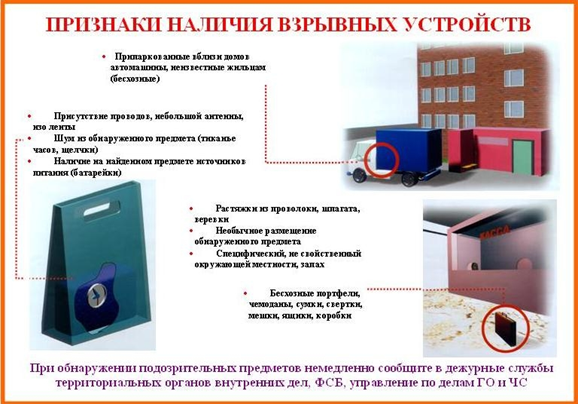 ПРИЗНАКИ НАЛИЧИЯ ВЗРЫВНЫХ УСТРОЙСТВ
• Припаркованные вблизи домов
автомашины, неизвестные жильцам
(бесхозные)
• Присутствие проводов, небольшой антенны,
изо ленты
• Шум из обнаруженного предмета (тиканье
часов, щелчки)
• Наличие на найденном предмете источников
питания (батарейки)
• Растяжки из проволоки, шпагата,
веревки
• Необычное размещение
обнаруженного предмета
• Специфический, не свойственный
окружающей местности, запах
КАССА
• Бесхозные портфели,
чемоданы, сумки, свертки,
мешки, ящики, коробки
При обнаружении подозрительных предметов немедленно сообщите в дежурные службы
территориальных органов внутренних дел, ФСБ, управление по делам ГО и ЧС